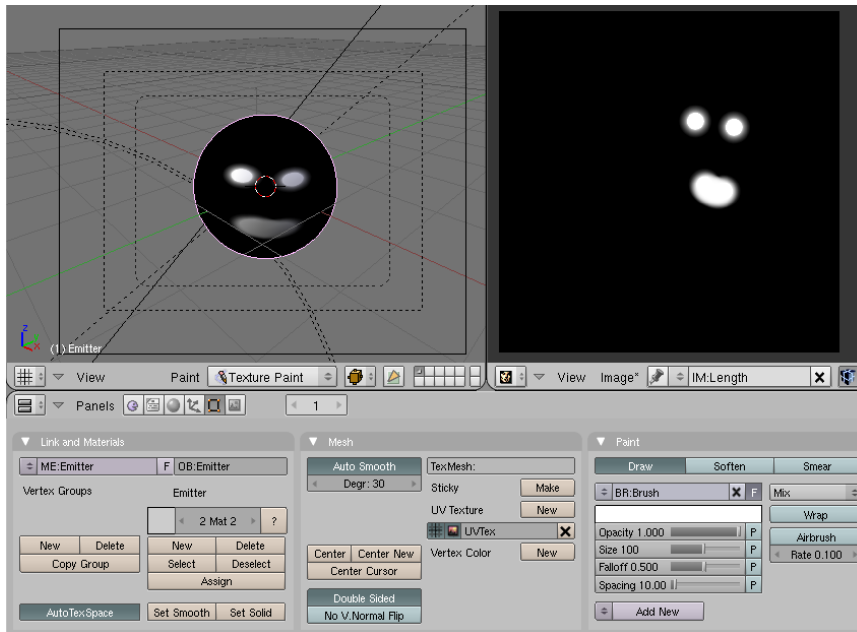 z
x
(1) Emitter
View Paint Texture Paint
View Image* IM:Length X
Panels 1
Link and Materials
ME:Emitter F OB:Emitter
Vertex Groups Emitter
2 Mat 2 ?
New Delete New Delete
Copy Group Select Deselect
Assign
AutoTexSpace Set Smooth Set Solid
Mesh
Auto Smooth TexMesh:
Degr: 30 Sticky Make
UV Texture New
UVTex X
Center Center New Vertex Color New
Center Cursor
Double Sided
No V.Normal Flip
Paint
Draw Soften Smear
BR:Brush X F Mix
Wrap
Opacity 1.000 P Airbrush
Size 100 P Rate 0.100
Falloff 0.500 P
Spacing 10.00 P
Add New